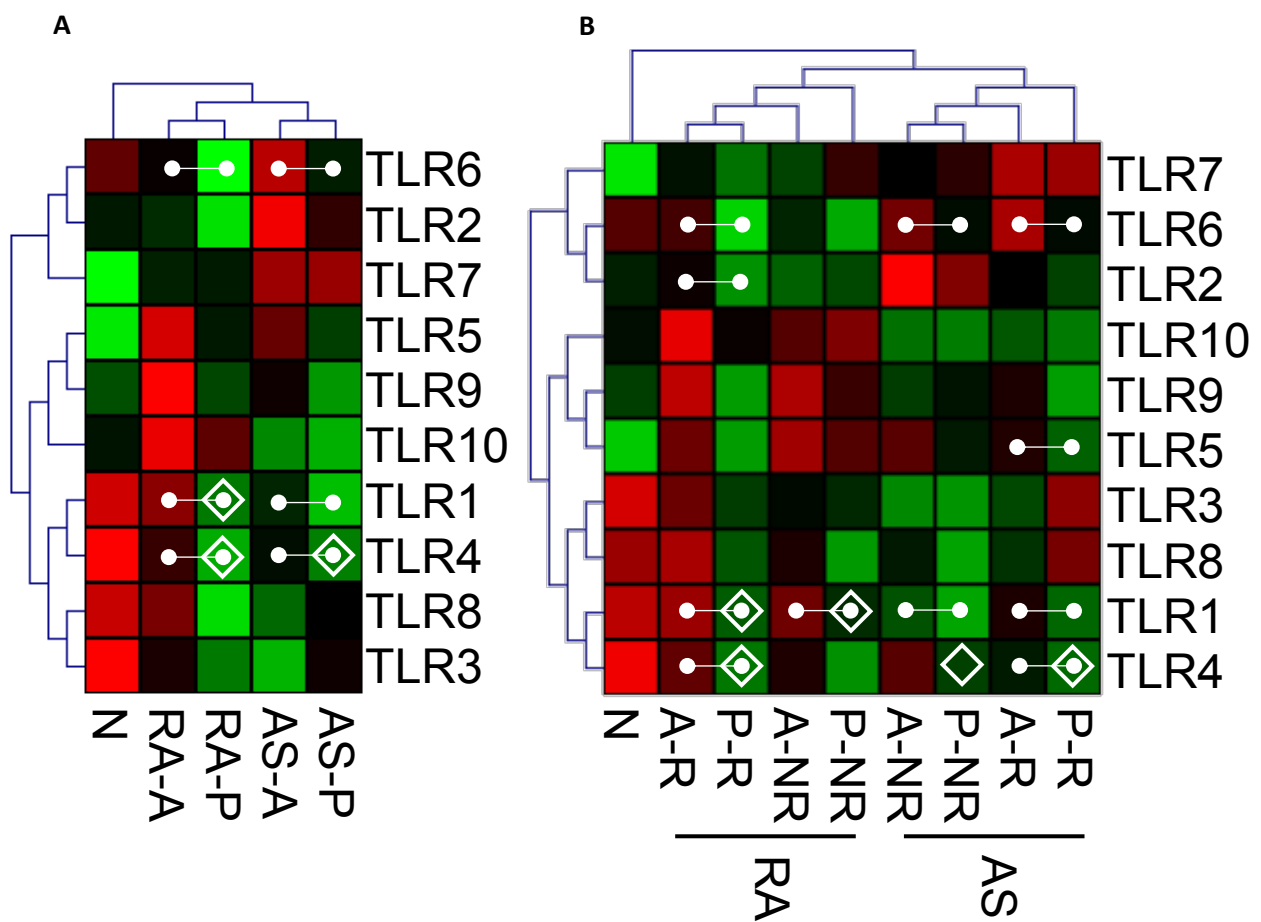 A
TLR6
TLR2
TLR7
TLR5
TLR9
TLR10
TLR1
TLR4
TLR8
TLR3
N
RA-A
RA-P
AS-A
AS-P
B
TLR7
TLR6
TLR2
TLR10
TLR9
TLR5
TLR3
TLR8
TLR1
TLR4
N
A-R
P-R
A-NR
P-NR
A-NR
P-NR
A-R
P-R
RA
AS